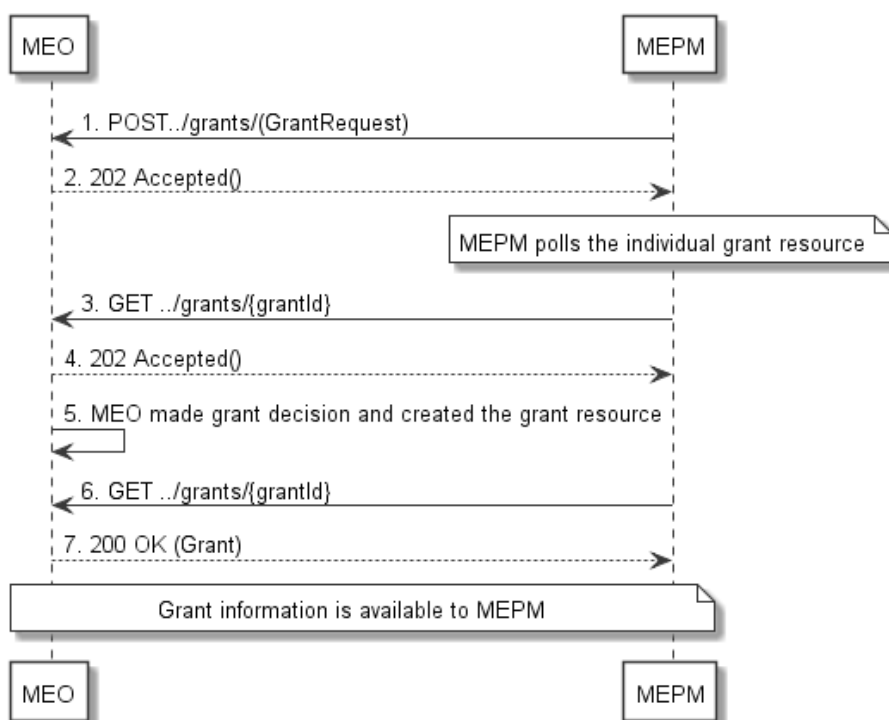 MEO MEPM
1. POST../grants/(GrantRequest)
2. 202 Accepted()
MEPM polls the individual grant resource
3. GET ../grants/{grantId}
4. 202 Accepted()
5. MEO made grant decision and created the grant resource
6. GET ../grants/{grantId}
7. 200 OK (Grant)
Grant information is available to MEPM
MEO MEPM